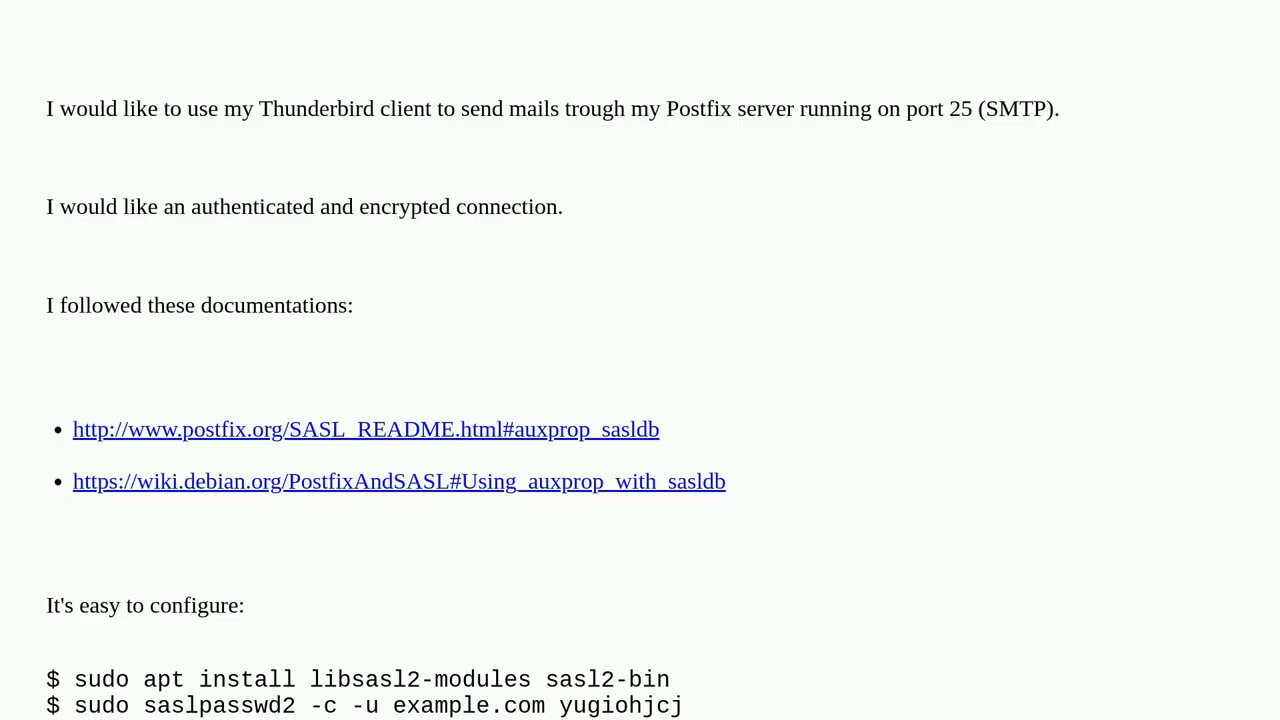 I would like to use my Thunderbird client to send mails trough my Postfix server running on port 25 (SMTP).
I would like an authenticated and encrypted connection.
I followed these documentations:
• http://www.postfix.org/SASL_README.html#auxprop_sasldb
• https://wiki.debian.org/PostfixAndSASL#Using_auxprop_with_sasldb
It's easy to configure:
$ sudo apt install libsasl2-modules sasl2-bin
$ sudo saslpasswd2 -c -u example.com yugiohjcj